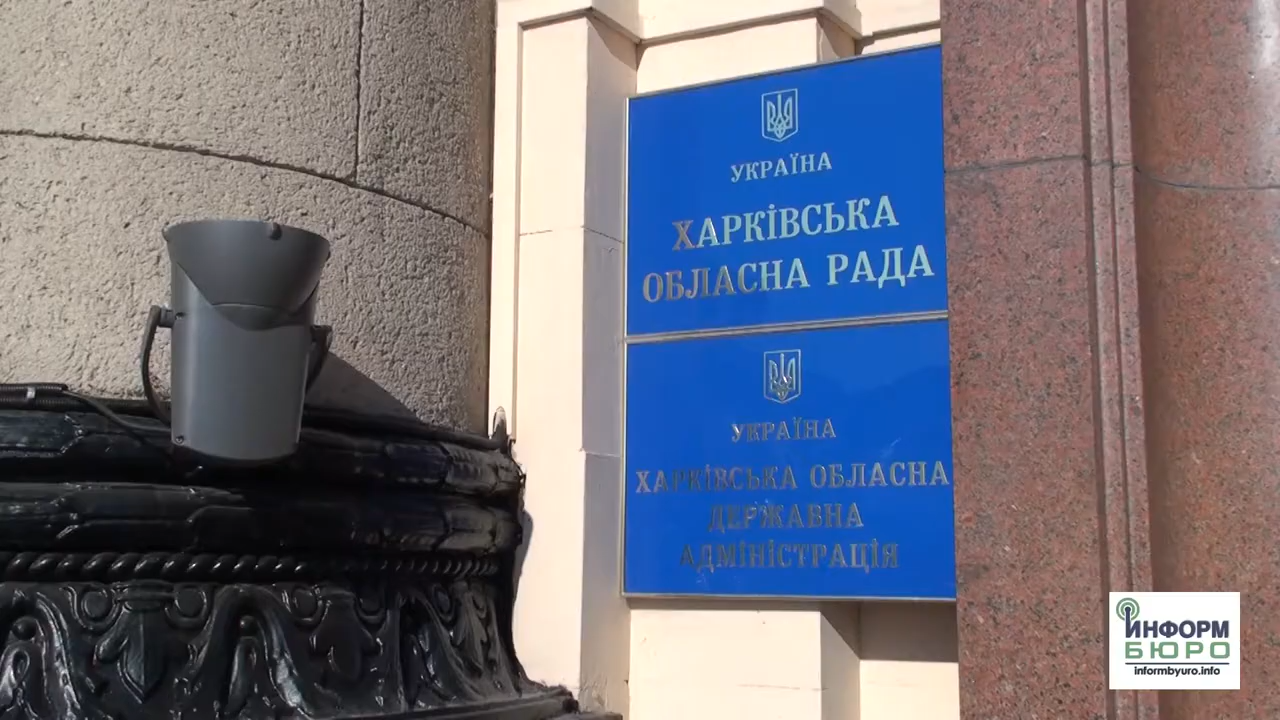 УКРАЇНА
ХАРКІВСЬКА
ОБЛАСНА РАДА
УКРАЇНА
ХАРКІВСЬКА ОБЛАСНА
ДЕРЖАВНА
АДМІНІСТРАЦІЯ
ИНФОРМ
БЮРО
informbyuro.info